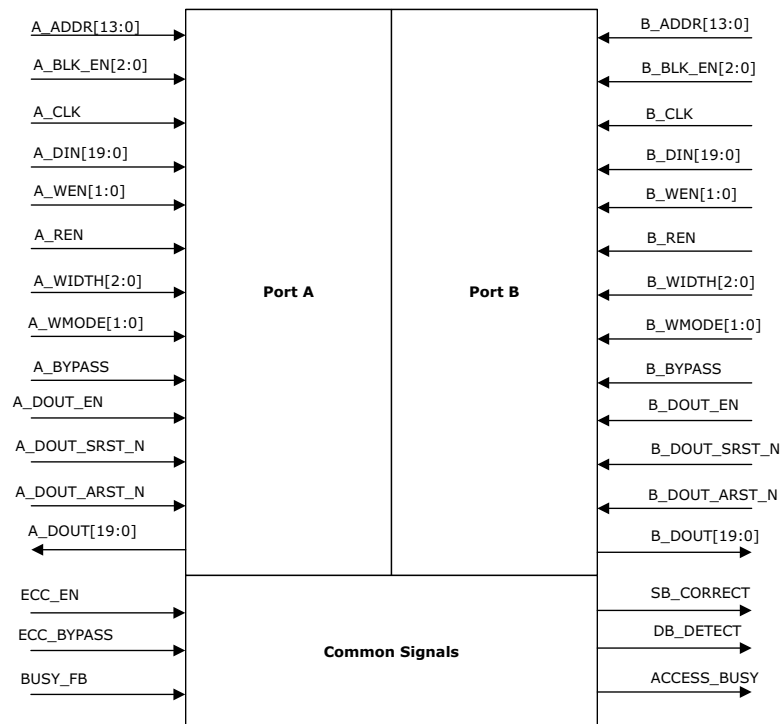 A_ADDR[13:0]
A_BLK_EN[2:0]
A_CLK
A_DIN[19:0]
A_WEN[1:0]
A_REN
A_WIDTH[2:0]
A_WMODE[1:0]
A_BYPASS
A_DOUT_EN
A_DOUT_SRST_N
A_DOUT_ARST_N
A_DOUT[19:0]
Port A
Port B
B_ADDR[13:0]
B_BLK_EN[2:0]
B_CLK
B_DIN[19:0]
B_WEN[1:0]
B_REN
B_WIDTH[2:0]
B_WMODE[1:0]
B_BYPASS
B_DOUT_EN
B_DOUT_SRST_N
B_DOUT_ARST_N
B_DOUT[19:0]
ECC_EN
ECC_BYPASS
BUSY_FB
Common Signals
SB_CORRECT
DB_DETECT
ACCESS_BUSY